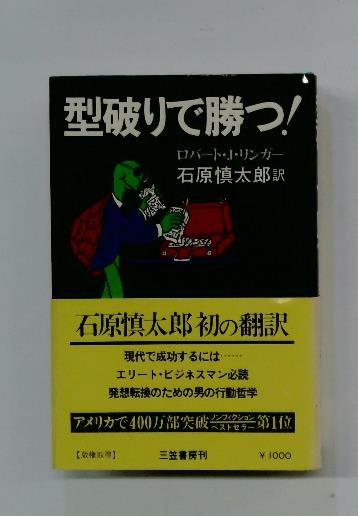 型破りで勝つ!
ロバート・J・リンガー
石原慎太郎訳
石原慎太郎初の翻訳
現代で成功するには……
エリート・ビジネスマン必読
発想転換のための男の行動哲学
アメリカで400万部突破 ノンフィクション ベストセラー 第1位
【版権取得】 三笠書房刊 ¥1000